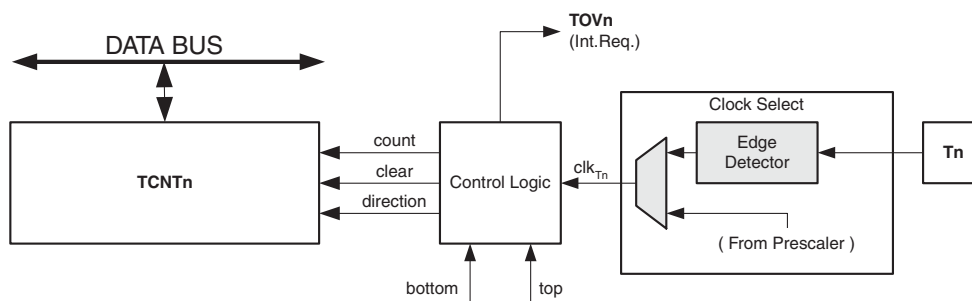 DATA BUS
TOVn
(Int.Req.)
Clock Select
TCNTn
count
clear
direction
Control Logic
clkTn
Edge
Detector
Tn
( From Prescaler )
bottom
top